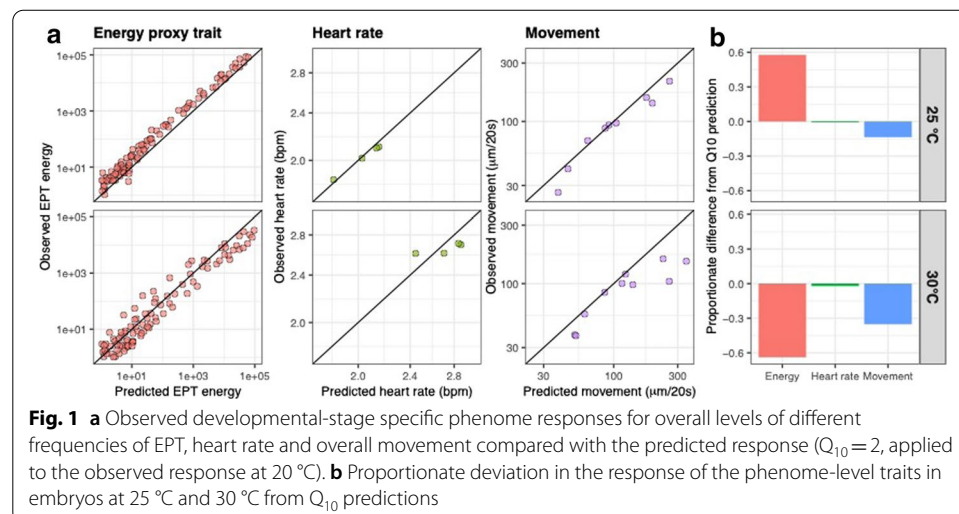 a Energy proxy trait Heart rate Movement b
Observed EPT energy
1e+05
1e+03
1e+01
1e+05
1e+03
1e+01
1e+01 1e+03 1e+05
Predicted EPT energy
Observed heart rate (bpm)
2.8
2.4
2.0
2.8
2.4
2.0
2.0 2.4 2.8
Predicted heart rate (bpm)
Observed movement (µm/20s)
300
100
30
300
100
30
30 100 300
Predicted movement (µm/20s)
Proportionate difference from Q10 prediction
0.6
0.3
0.0
−0.3
−0.6
0.6
0.3
0.0
−0.3
−0.6
Energy Heart rate Movement
25 °C
30°C
Fig. 1 a Observed developmental-stage specific phenome responses for overall levels of different
frequencies of EPT, heart rate and overall movement compared with the predicted response (Q10 = 2, applied
to the observed response at 20 °C). b Proportionate deviation in the response of the phenome-level traits in
embryos at 25 °C and 30 °C from Q10 predictions